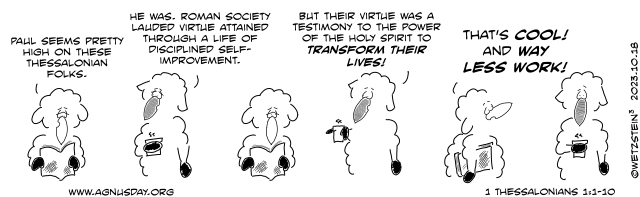 PAUL SEEMS PRETTY
HIGH ON THESE
THESSALONIAN
FOLKS.
HE WAS. ROMAN SOCIETY
LAUDED VIRTUE ATTAINED
THROUGH A LIFE OF
DISCIPLINED SELF-
IMPROVEMENT.
BUT THEIR VIRTUE WAS A
TESTIMONY TO THE POWER
OF THE HOLY SPIRIT TO
TRANSFORM THEIR
LIVES!
THAT'S COOL!
AND WAY
LESS WORK!
WWW.AGNUSDAY.ORG
1 THESSALONIANS 1:1-10
©WETZSTEIN³ 2023.10.18